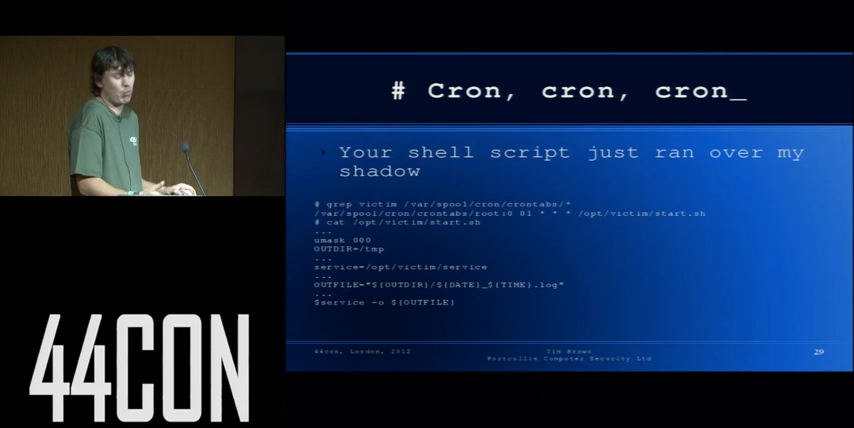 # Cron, cron, cron_
Your shell script just ran over my
shadow
# grep victim /var/spool/cron/crontabs/*
/var/spool/cron/crontabs/root:0 01 * * * /opt/victim/start.sh
# cat /opt/victim/start.sh
...
umask 000
OUTDIR=/tmp
...
service=/opt/victim/service
...
OUTFILE="${OUTDIR}/${DATE}_${TIME}.log"
...
$service -o ${OUTFILE}
44con, London, 2012
Tim Brown
Portcullis Computer Security Ltd
29
44CON